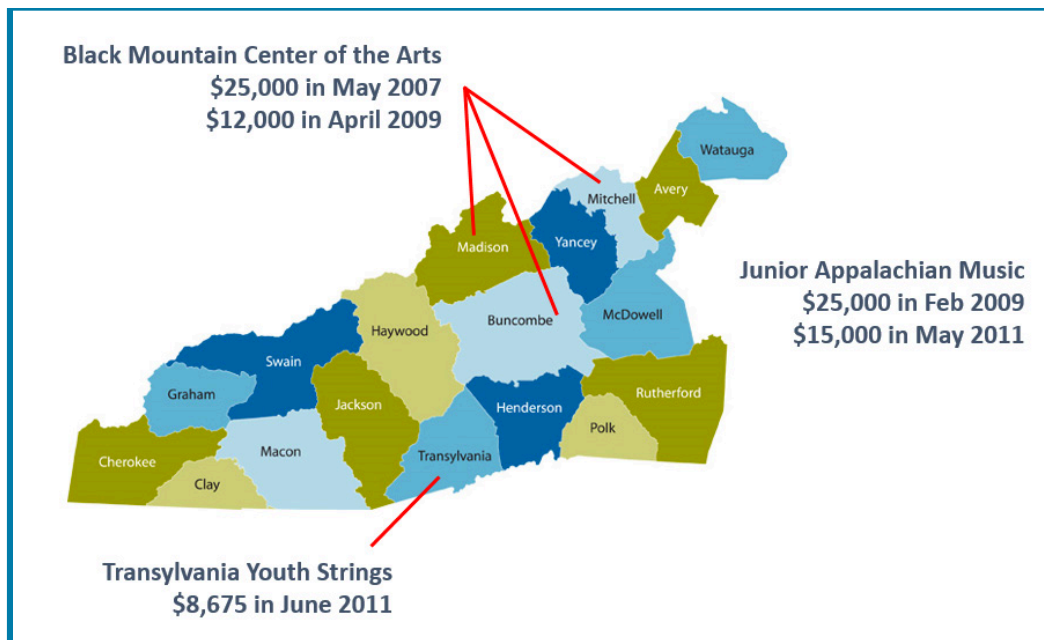 Black Mountain Center of the Arts
$25,000 in May 2007
$12,000 in April 2009
Watauga
Avery
Mitchell
Madison
Yancey
Junior Appalachian Music
$25,000 in Feb 2009
$15,000 in May 2011
Buncombe
McDowell
Haywood
Swain
Graham
Jackson
Henderson
Rutherford
Polk
Cherokee
Macon
Transylvania
Clay
Transylvania Youth Strings
$8,675 in June 2011